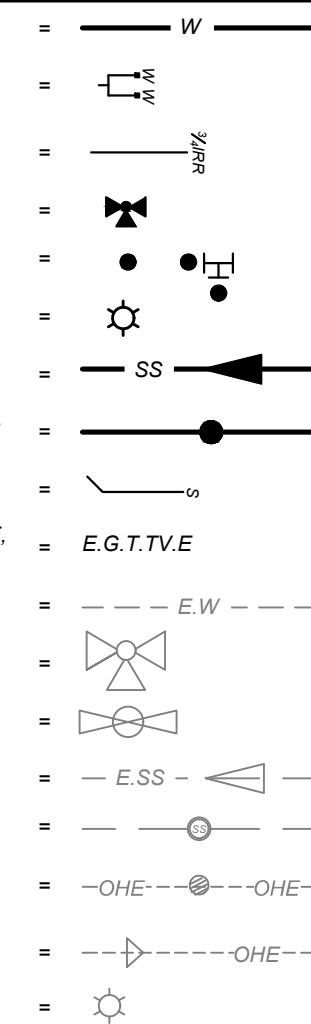 = W
= W W
= 3/4IRR
=
=
=
= SS
=
= S
, = E.G.T.TV.E
= E.W
=
=
= E.SS
= SS
= OHE OHE
= OHE
=